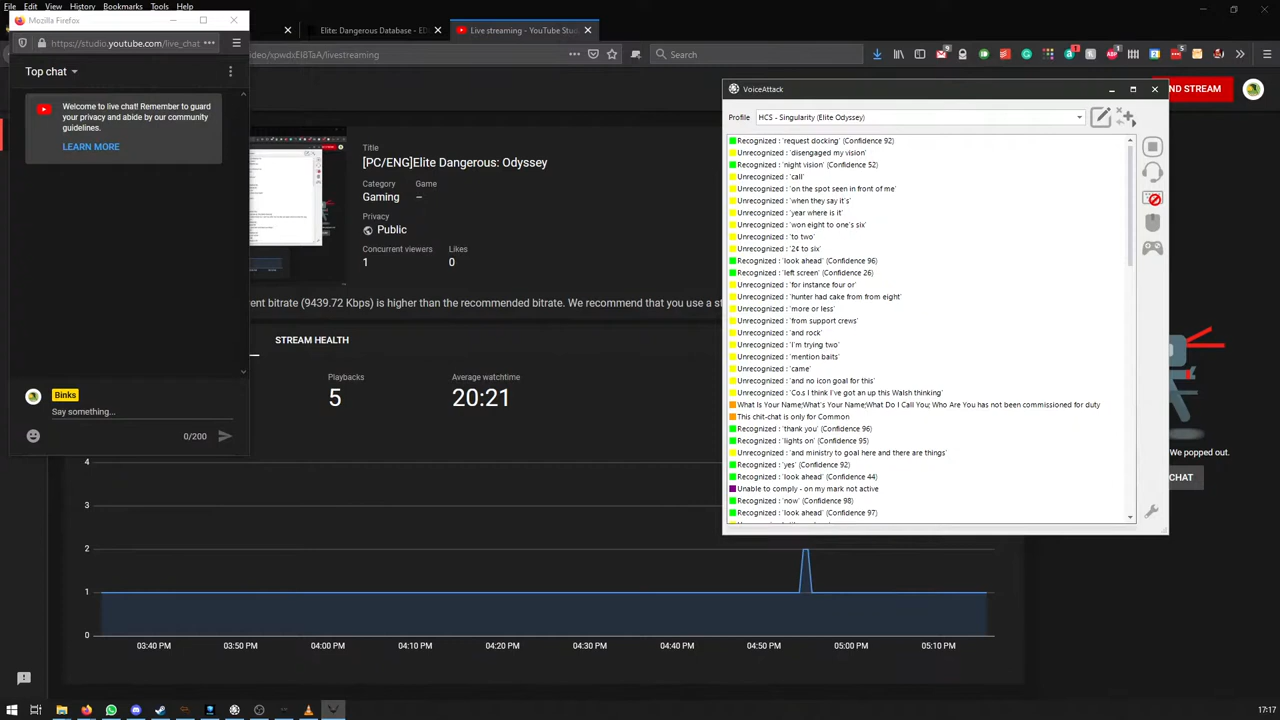 File Edit View History Bookmarks Tools Help
Mozilla Firefox
https://studio.youtube.com/live_chat
Elite: Dangerous Database - ED
Live streaming - YouTube Studio
Search
Top chat
Welcome to live chat! Remember to guard
your privacy and abide by our community
guidelines.
LEARN MORE
Binks
Say something...
0/200
END STREAM
Title
[PC/ENG]Elite Dangerous: Odyssey
Category Game
Gaming –
Privacy
Public
Concurrent viewers Likes
1 0
ent bitrate (9439.72 Kbps) is higher than the recommended bitrate. We recommend that you use a st
STREAM HEALTH
Playbacks Average watchtime
5 20:21
VoiceAttack
Profile HCS - Singularity (Elite Odyssey)
Recognized : 'request docking' (Confidence 92)
Unrecognized : 'disengaged my vision'
Recognized : 'night vision' (Confidence 52)
Unrecognized : 'call'
Unrecognized : 'on the spot seen in front of me'
Unrecognized : 'when they say it's'
Unrecognized : 'year where is it'
Unrecognized : 'won eight to one's six'
Unrecognized : 'to two'
Unrecognized : '2¢ to six'
Recognized : 'look ahead' (Confidence 96)
Recognized : 'left screen' (Confidence 26)
Unrecognized : 'for instance four or'
Unrecognized : 'hunter had cake from from eight'
Unrecognized : 'more or less'
Unrecognized : 'from support crews'
Unrecognized : 'and rock'
Unrecognized : 'I'm trying two'
Unrecognized : 'mention baits'
Unrecognized : 'came'
Unrecognized : 'and no icon goal for this'
Unrecognized : 'Co.s I think I've got an up this Walsh thinking'
What Is Your Name;What's Your Name;What Do I Call You; Who Are You has not been commissioned for duty
This chit-chat is only for Common
Recognized : 'thank you' (Confidence 96)
Recognized : 'lights on' (Confidence 95)
Unrecognized : 'and ministry to goal here and there are things'
Recognized : 'yes' (Confidence 92)
Recognized : 'look ahead' (Confidence 44)
Unable to comply - on my mark not active
Recognized : 'now' (Confidence 98)
Recognized : 'look ahead' (Confidence 97)
We popped out.
CHAT
4
3
2
1
0
03:40 PM 03:50 PM 04:00 PM 04:10 PM 04:20 PM 04:30 PM 04:40 PM 04:50 PM 05:00 PM 05:10 PM
17:17